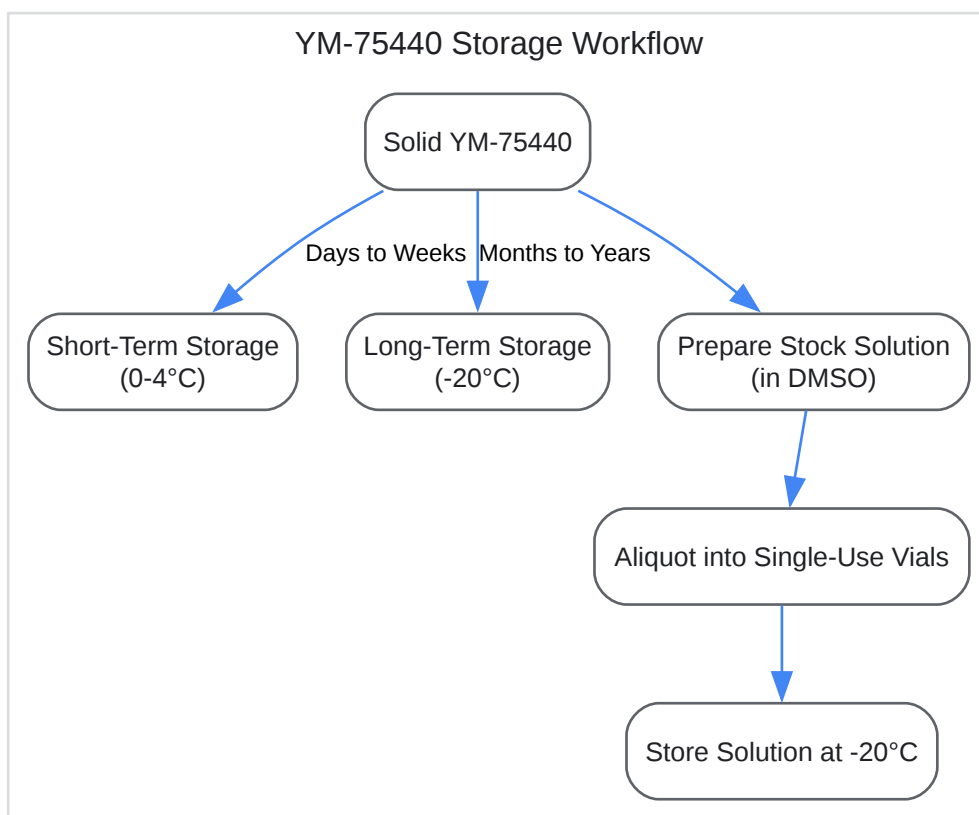 YM-75440 Storage Workflow
Solid YM-75440
Days to Weeks
Months to Years
Short-Term Storage
(0-4°C)
Long-Term Storage
(-20°C)
Prepare Stock Solution
(in DMSO)
Aliquot into Single-Use Vials
Store Solution at -20°C